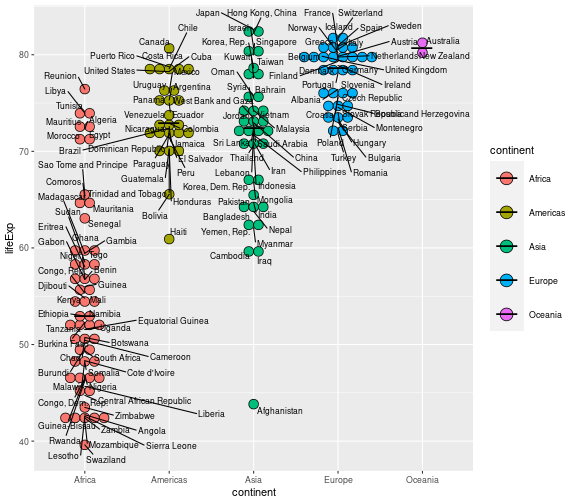 Japan Hong Kong, China
France Switzerland
Chile
Israel
Iceland
Sweden
Norway
Spain
Canada
Korea, Rep. Singapore
Greece Italy
Austria Australia
Puerto Rico Costa Rica Cuba
Kuwait Taiwan
Belgium
Netherlands New Zealand
United States Mexico
Oman
Finland
Denmark Germany United Kingdom
Reunion
Uruguay Argentina
Syria Bahrain
Portugal Slovenia Ireland
Libya
Panama West Bank and Gaza
Albania Czech Republic
Tunisia
Mauritius Algeria
Venezuela Ecuador
Jordan Vietnam
Croatia Slovak Republic Bosnia and Herzegovina
Morocco Egypt
Nicaragua Colombia
Malaysia
Serbia Montenegro
Brazil Dominican Republic Jamaica
Sri Lanka Saudi Arabia
Poland Hungary
Sao Tome and Principe
Paraguay El Salvador
Thailand Iran
Turkey Bulgaria
Comoros
Guatemala Peru
Lebanon Philippines Romania
Madagascar Trinidad and Tobago
Honduras
Korea, Dem. Rep. Indonesia
Sudan Mauritania
Bolivia
Pakistan Mongolia
Eritrea Senegal
Bangladesh India
Gabon Ghana Gambia
Haiti
Yemen, Rep. Nepal
Niger Togo
Myanmar
Congo, Rep. Benin
Cambodia Iraq
Djibouti Guinea
Kenya Mali
Ethiopia Namibia
Equatorial Guinea
Tanzania Uganda
Burkina Faso Botswana
Chad South Africa Cameroon
Burundi Somalia Cote d'Ivoire
Malawi Nigeria
Congo, Dem. Rep. Central African Republic
Afghanistan
Zimbabwe Liberia
Guinea-Bissau Zambia Angola
Rwanda Mozambique Sierra Leone
Lesotho Swaziland
80
70
60
50
40
lifeExp
Africa Americas Asia Europe Oceania
continent
continent
Africa
Americas
Asia
Europe
Oceania